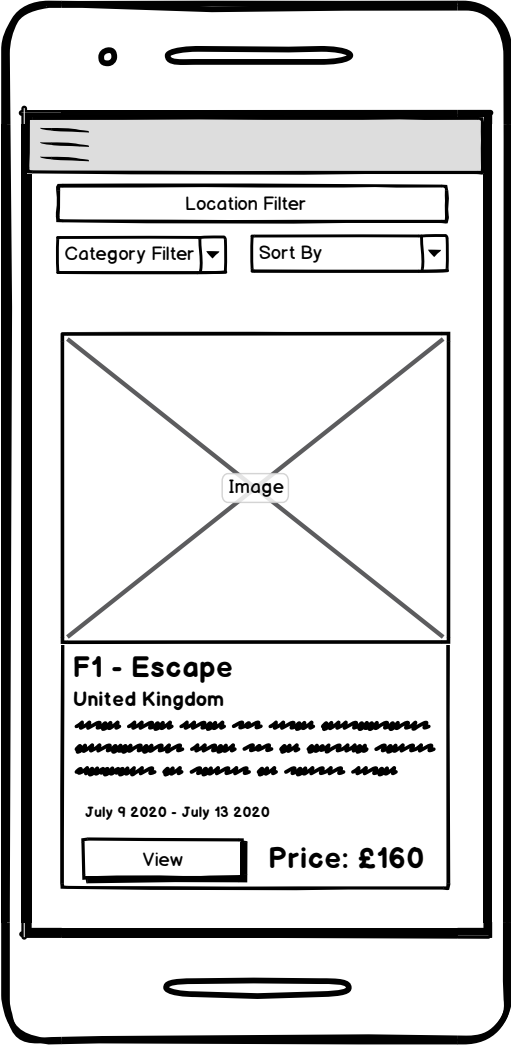 Location Filter
Category Filter
Sort By
Image
F1 - Escape
United Kingdom
July 9 2020 - July 13 2020
View
Price: £160